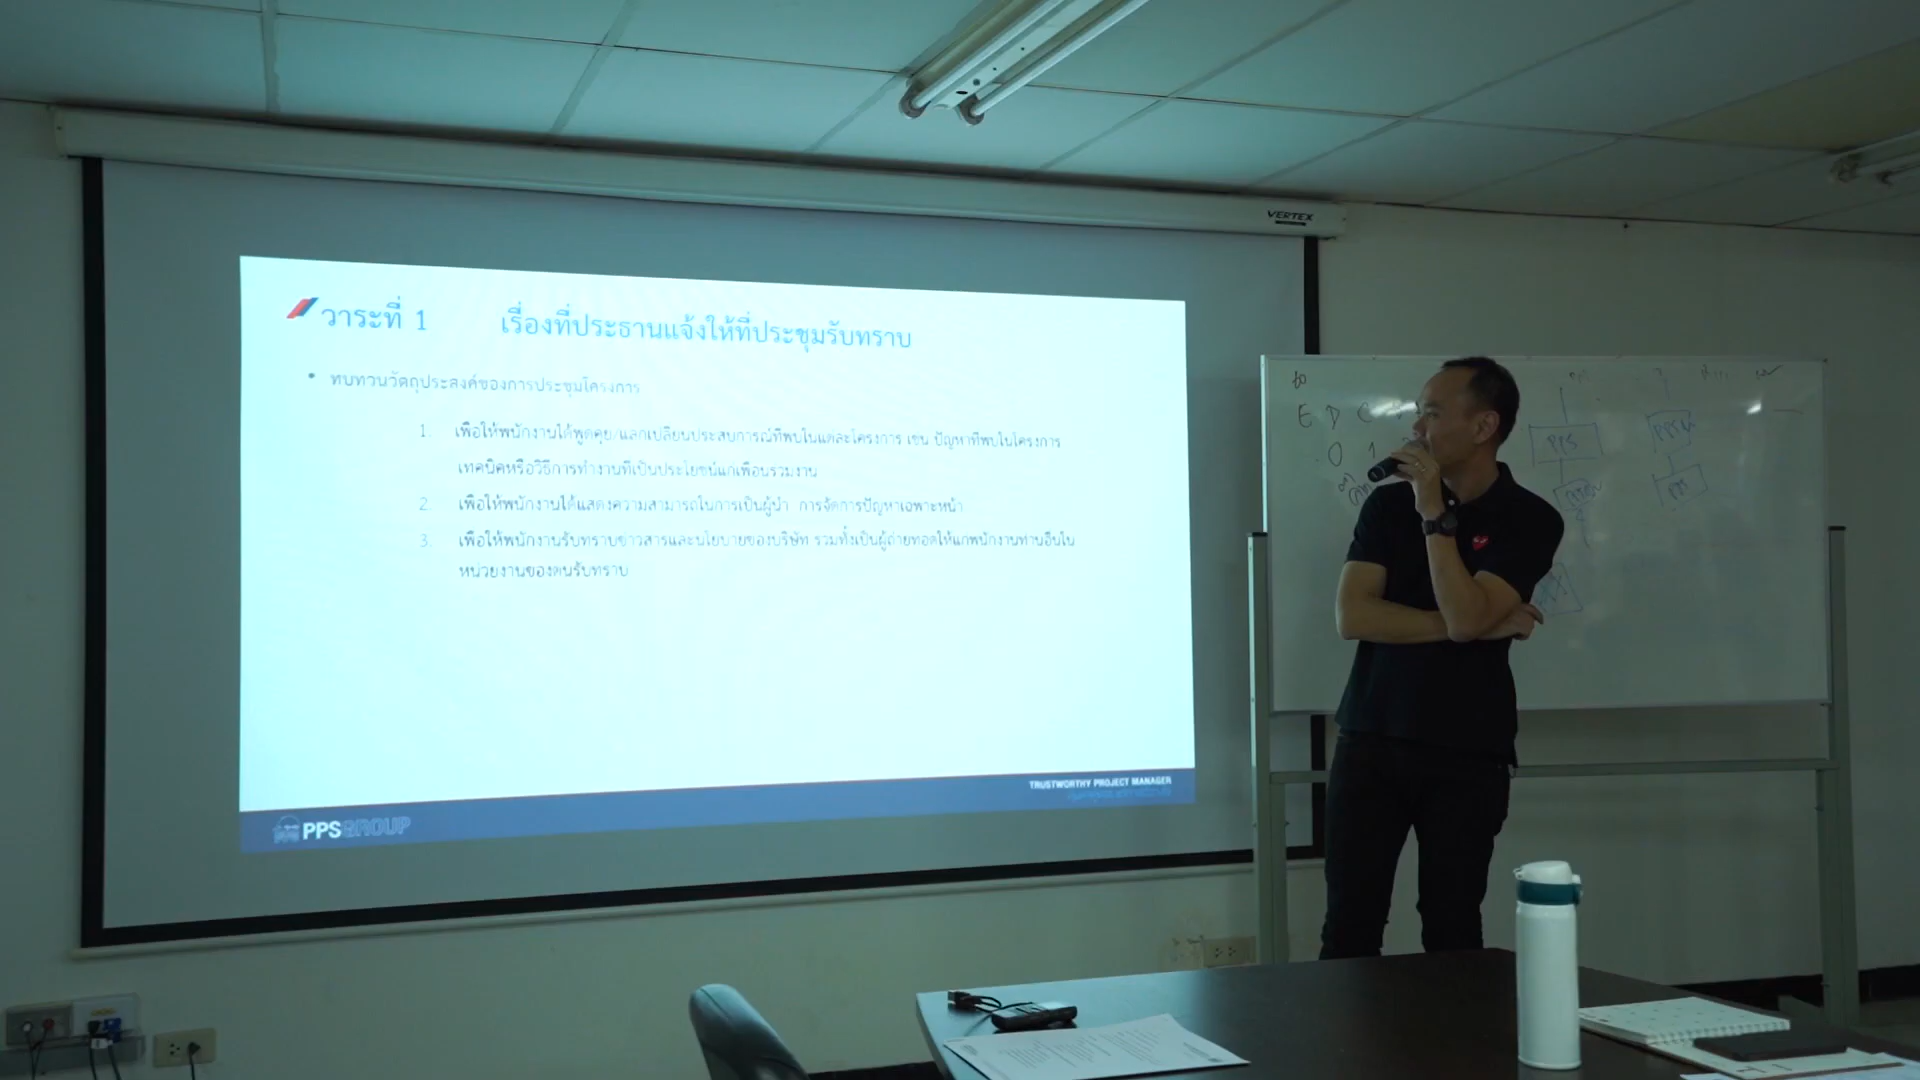 VERTEX
วาระที่ 1 เรื่องที่ประธานแจ้งให้ที่ประชุมรับทราบ
• ทบทวนวัตถุประสงค์ของการประชุมโครงการ
1. เพื่อให้พนักงานได้พูดคุย/แลกเปลี่ยนประสบการณ์ที่พบในแต่ละโครงการ เช่น ปัญหาที่พบในโครงการ
เทคนิคหรือวิธีการทำงานที่เป็นประโยชน์แก่เพื่อนร่วมงาน
2. เพื่อให้พนักงานได้แสดงความสามารถในการเป็นผู้นำ การจัดการปัญหาเฉพาะหน้า
3. เพื่อให้พนักงานรับทราบข่าวสารและนโยบายของบริษัท รวมทั้งเป็นผู้ถ่ายทอดให้แก่พนักงานท่านอื่นใน
หน่วยงานของตนรับทราบ
TRUSTWORTHY PROJECT MANAGER
PPSGROUP
E D C
0 1
PPS